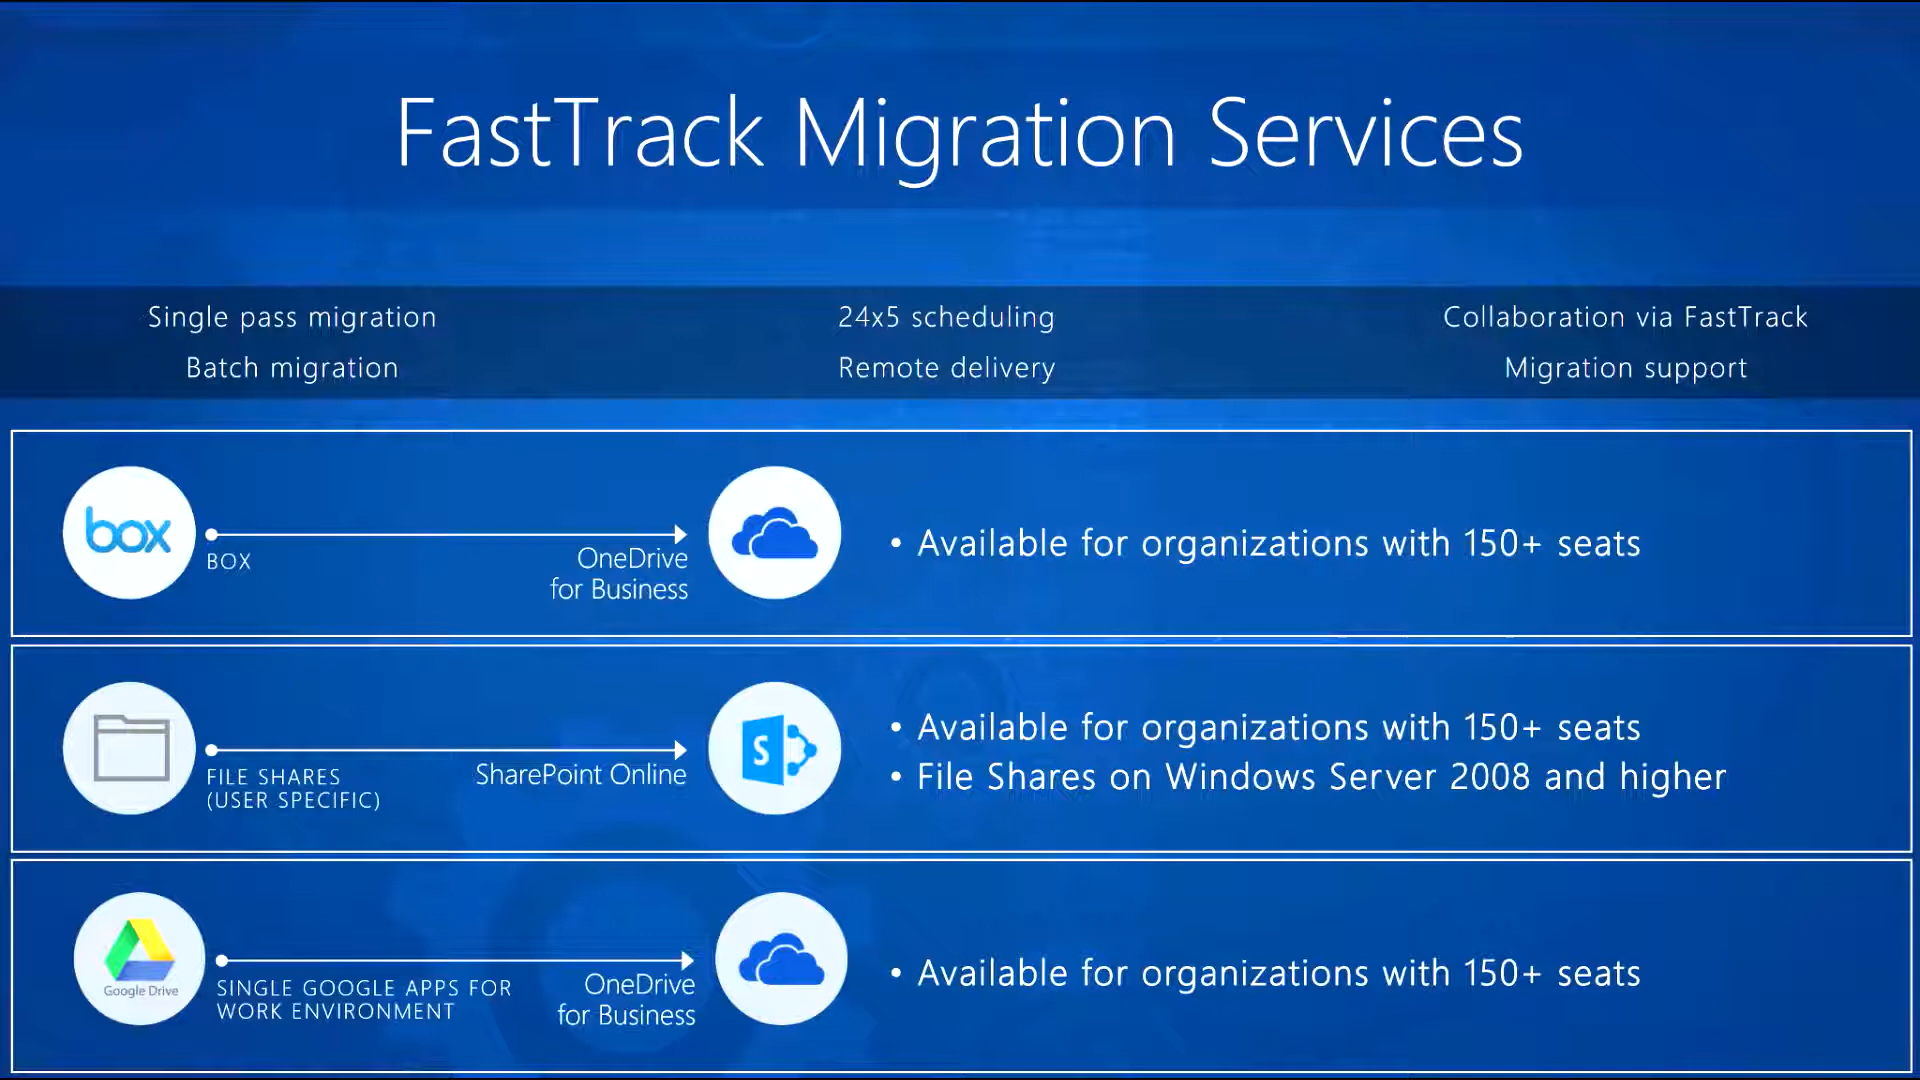 FastTrack Migration Services
Single pass migration
Batch migration
24x5 scheduling
Remote delivery
Collaboration via FastTrack
Migration support
box
BOX
OneDrive
for Business
• Available for organizations with 150+ seats
FILE SHARES
(USER SPECIFIC)
SharePoint Online
S
• Available for organizations with 150+ seats
• File Shares on Windows Server 2008 and higher
Google Drive
SINGLE GOOGLE APPS FOR
WORK ENVIRONMENT
OneDrive
for Business
• Available for organizations with 150+ seats